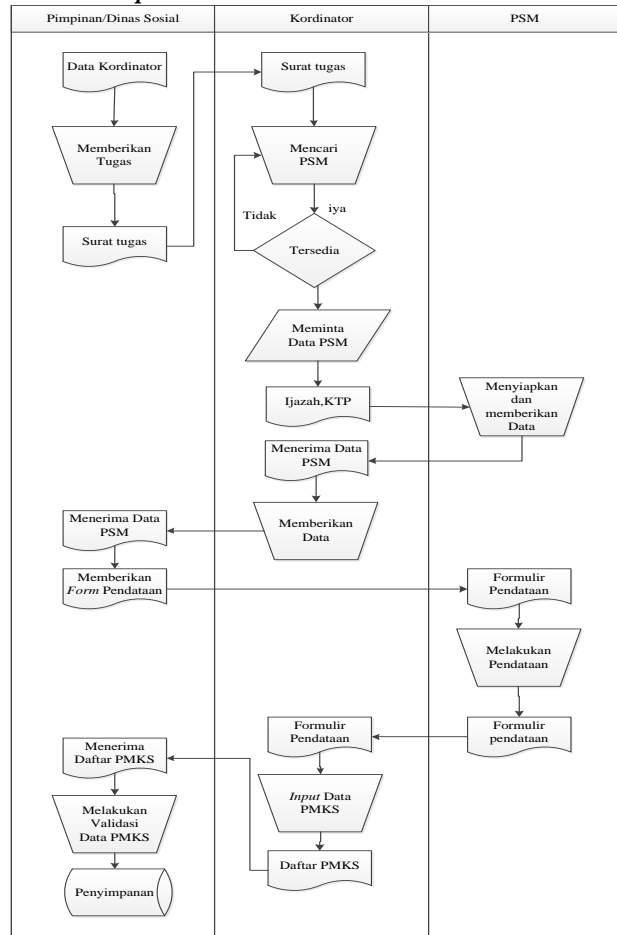 Pimpinan/Dinas Sosial
Kordinator
PSM
Data Kordinator
Memberikan
Tugas
Surat tugas
Surat tugas
Mencari
PSM
Tidak
iya
Tersedia
Meminta
Data PSM
Ijazah,KTP
Menyiapkan
dan
memberikan
Data
Menerima Data
PSM
Memberikan
Data
Menerima Data
PSM
Memberikan
Form Pendataan
Formulir
Pendataan
Melakukan
Pendataan
Formulir
pendataan
Formulir
Pendataan
Input Data
PMKS
Daftar PMKS
Menerima
Daftar PMKS
Melakukan
Validasi
Data PMKS
Penyimpanan